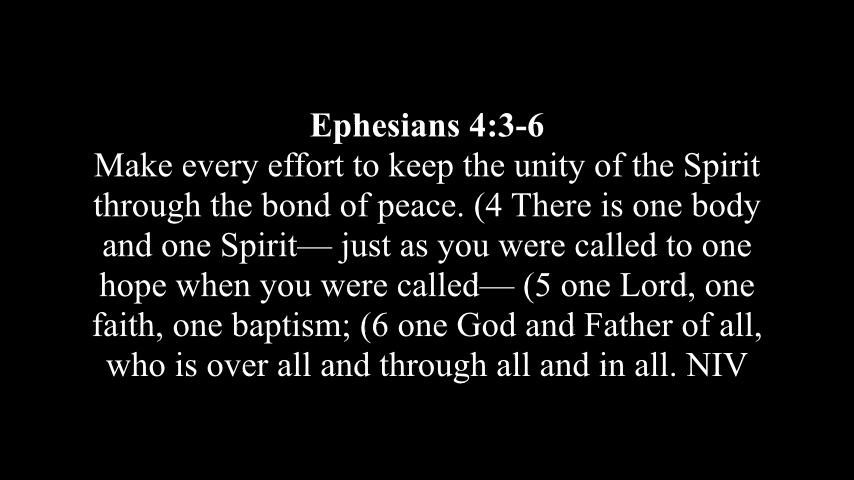 Ephesians 4:3-6
Make every effort to keep the unity of the Spirit
through the bond of peace. (4 There is one body
and one Spirit— just as you were called to one
hope when you were called— (5 one Lord, one
faith, one baptism; (6 one God and Father of all,
who is over all and through all and in all. NIV